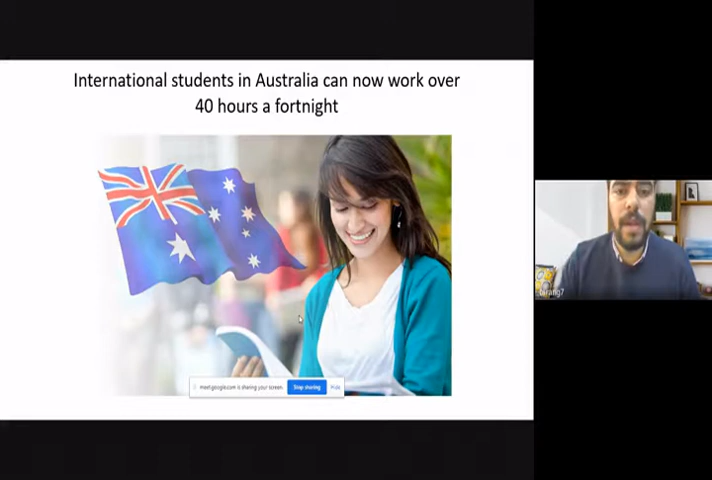 International students in Australia can now work over
40 hours a fortnight
meet.google.com is sharing your screen.
Stop sharing
Hide